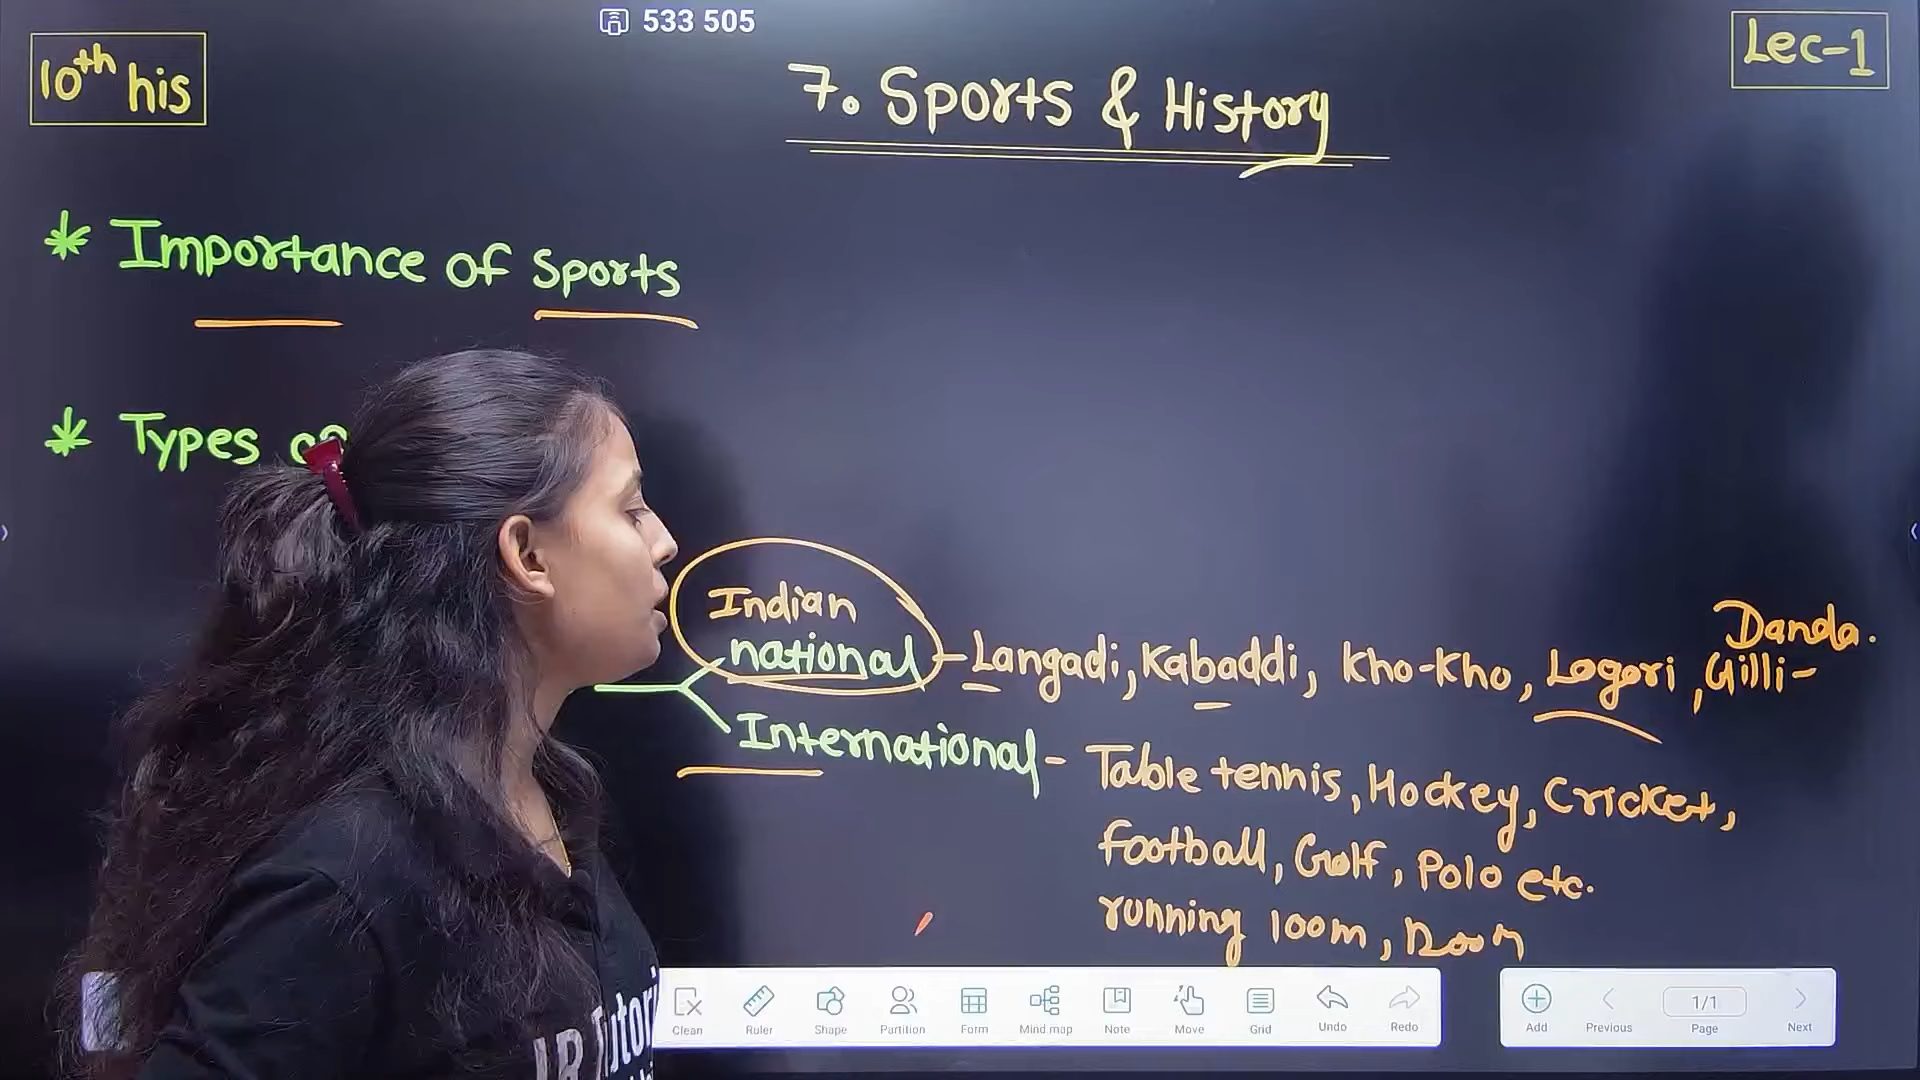 533 505
10th his
7. Sports & History
Lec-1
* Importance of Sports
* Types of
Indian
national - Langadi, Kabaddi, Kho-Kho, Logori, Gilli-
Danda.
International - Table tennis, Hockey, Cricket,
football, Golf, Polo etc.
running 100m,
Clean Ruler Shape Partition Form Mind map Note Move Grid Undo Redo
Add Previous 1/1 Page Next